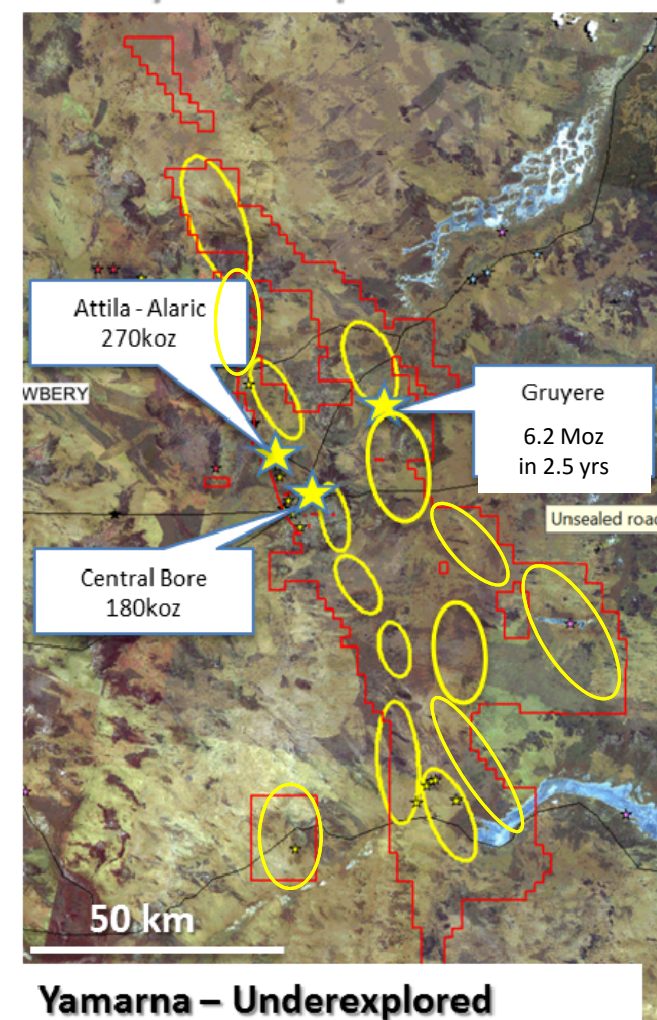 Attila - Alaric
270koz
WBERY
Gruyere
6.2 Moz
in 2.5 yrs
Unsealed road
Central Bore
180koz
50 km
Yamarna – Underexplored